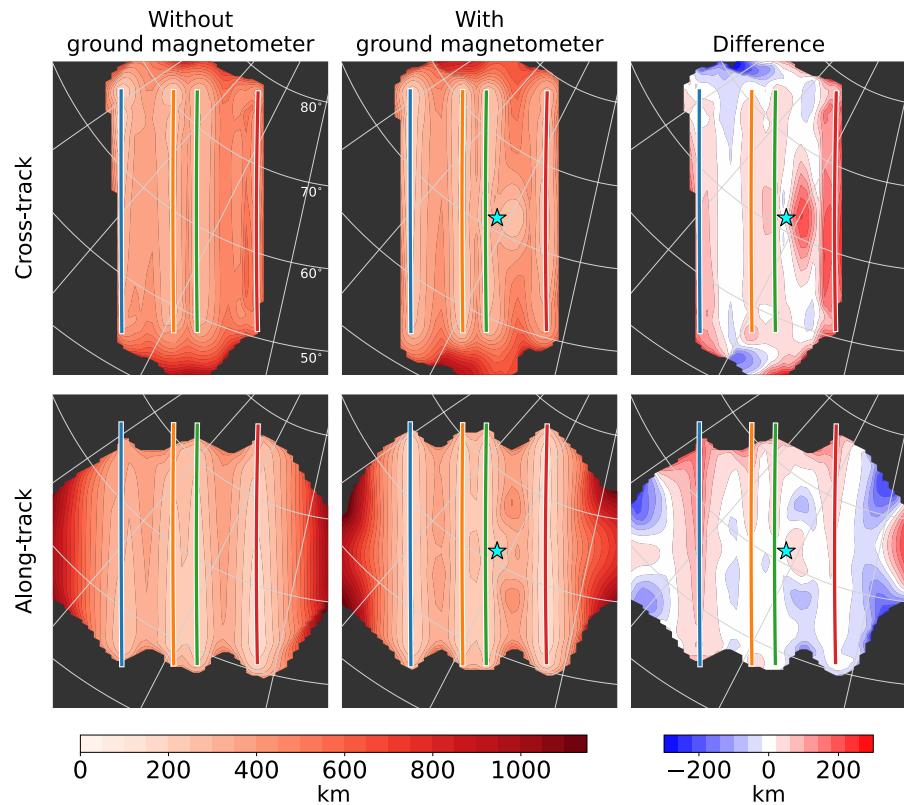 Without
ground magnetometer
With
ground magnetometer
Difference
Cross-track
80°
70°
60°
50°
Along-track
0 200 400 600 800 1000
km
−200 0 200
km